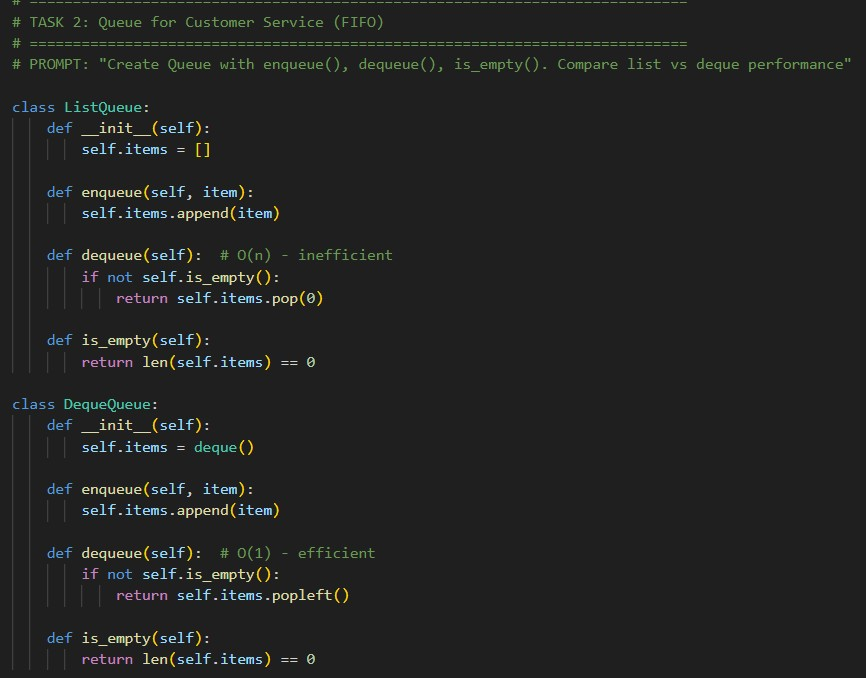 # ============================================================================
# TASK 2: Queue for Customer Service (FIFO)
# ============================================================================
# PROMPT: "Create Queue with enqueue(), dequeue(), is_empty(). Compare list vs deque performance"

class ListQueue:
    def __init__(self):
        self.items = []

    def enqueue(self, item):
        self.items.append(item)

    def dequeue(self):  # O(n) - inefficient
        if not self.is_empty():
            return self.items.pop(0)

    def is_empty(self):
        return len(self.items) == 0

class DequeQueue:
    def __init__(self):
        self.items = deque()

    def enqueue(self, item):
        self.items.append(item)

    def dequeue(self):  # O(1) - efficient
        if not self.is_empty():
            return self.items.popleft()

    def is_empty(self):
        return len(self.items) == 0